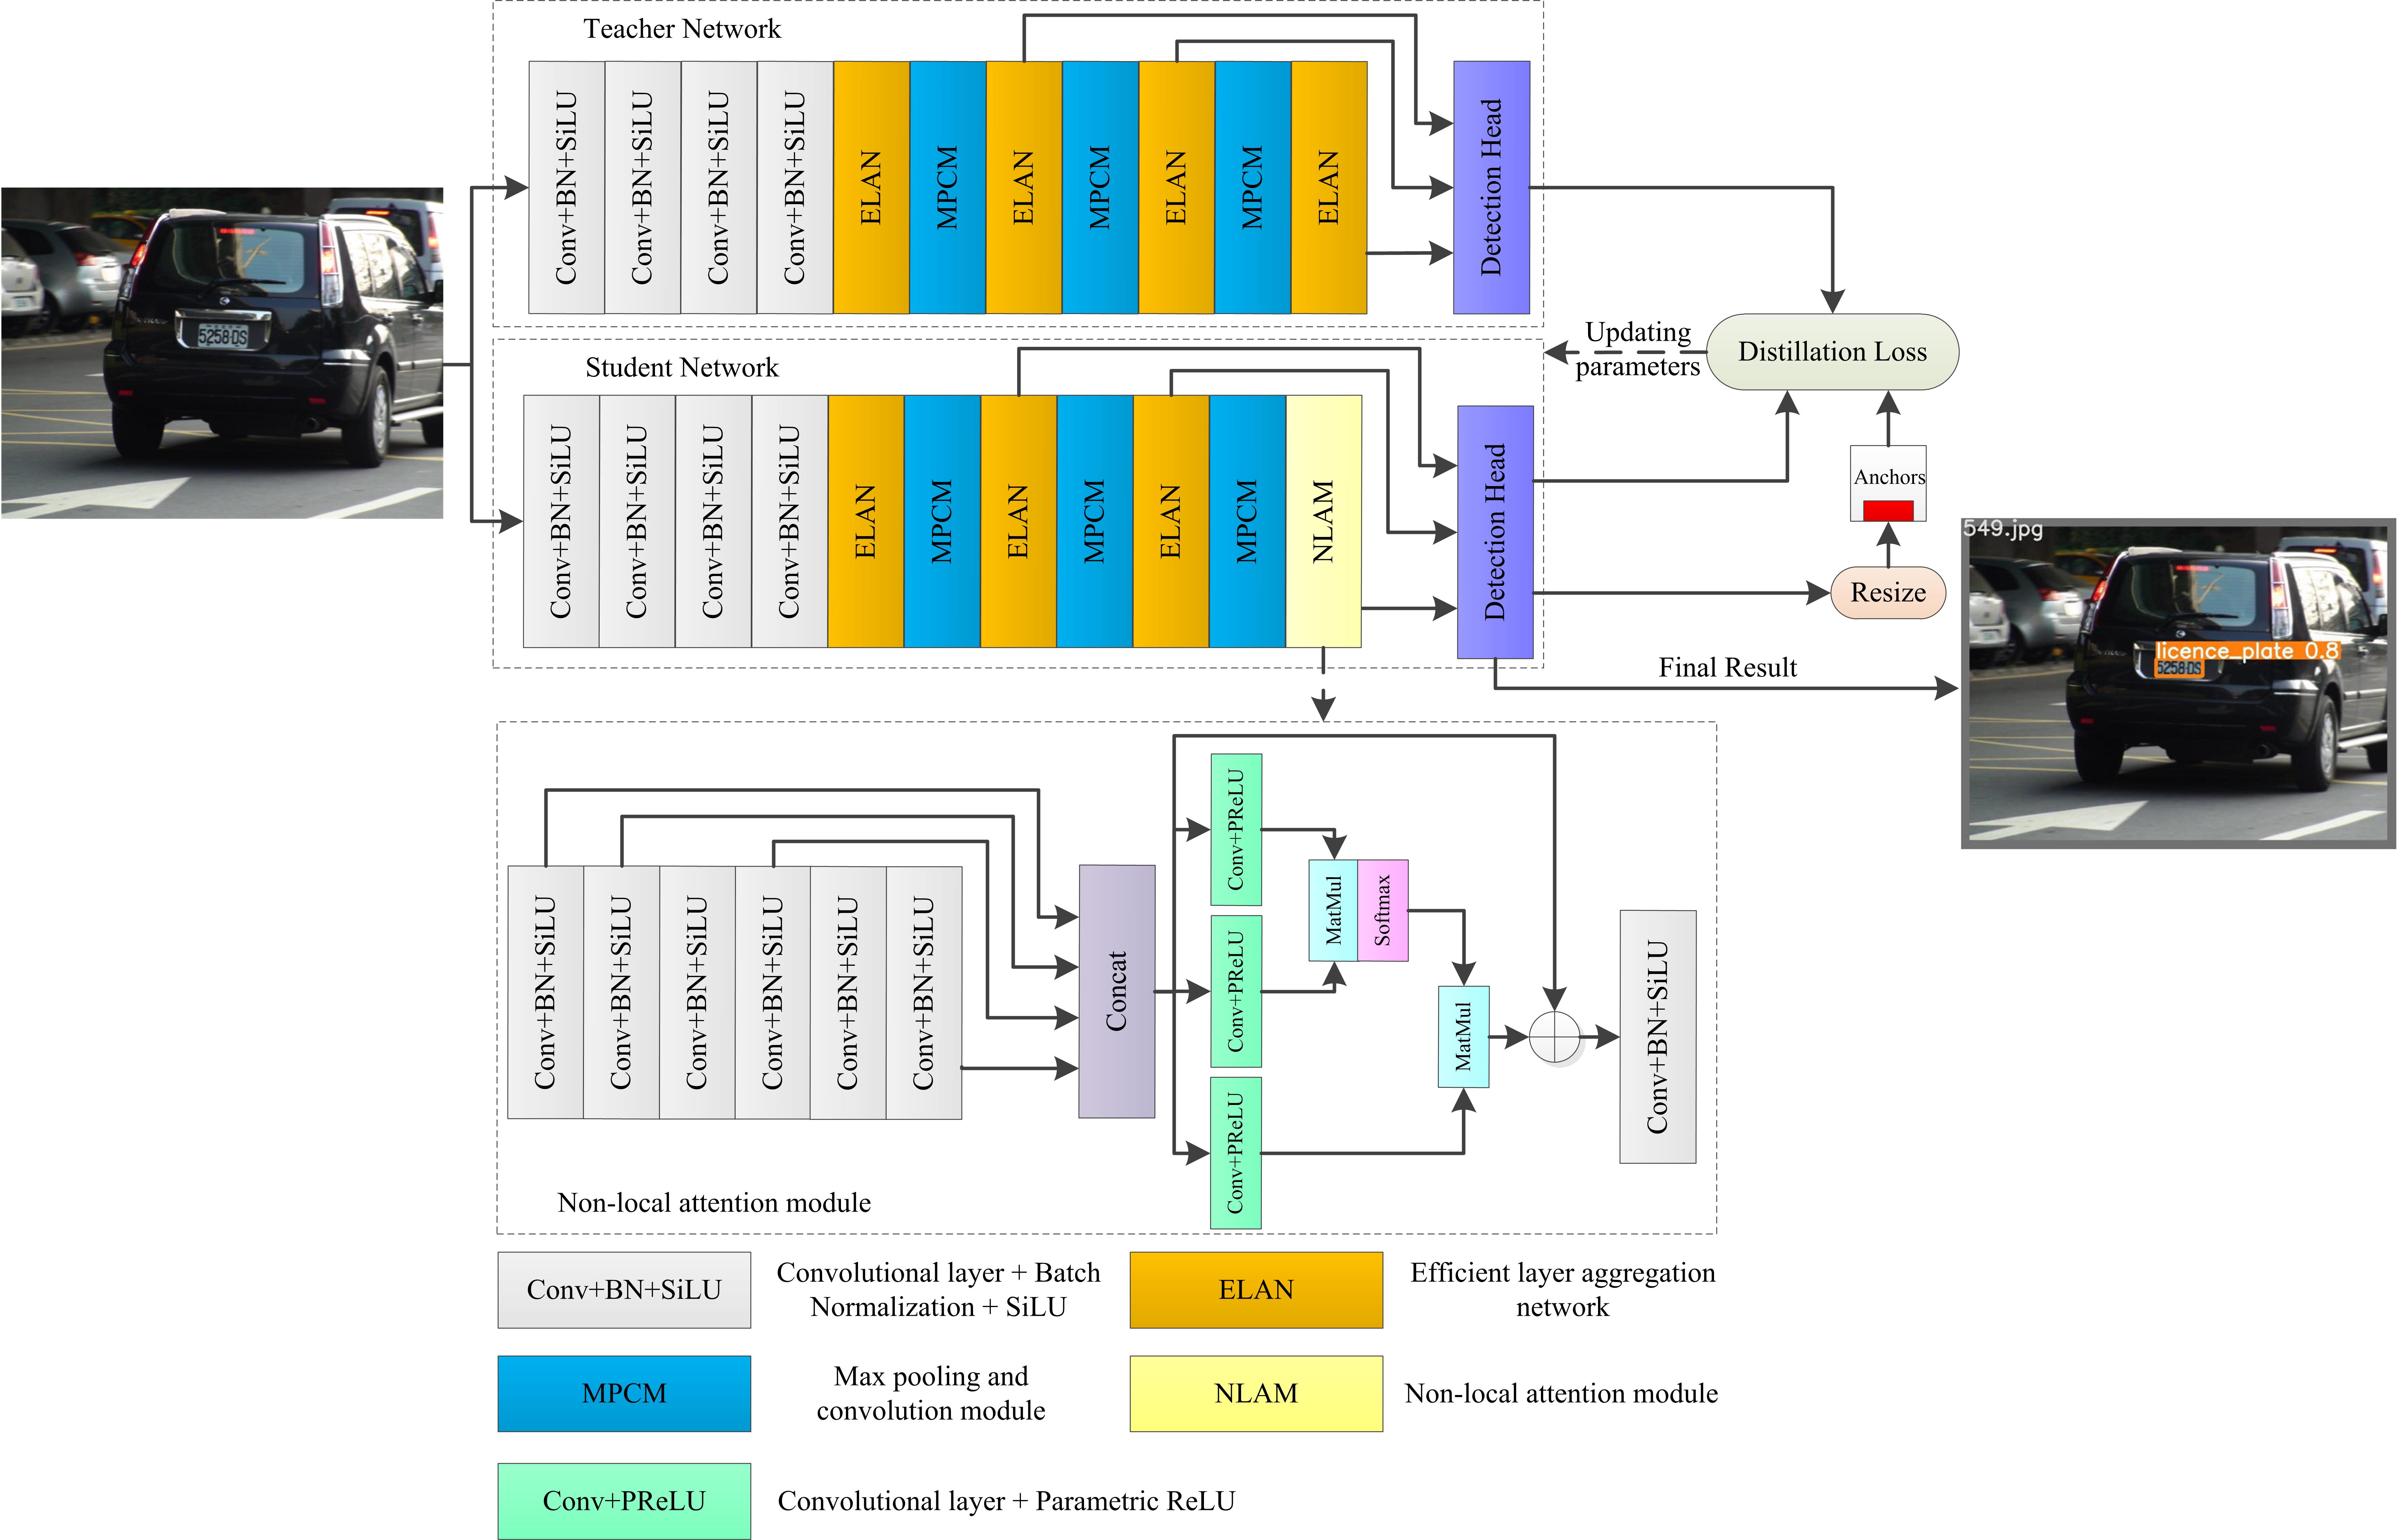 Teacher Network
Conv+BN+SiLU
Conv+BN+SiLU
Conv+BN+SiLU
Conv+BN+SiLU
ELAN
MPCM
ELAN
MPCM
ELAN
MPCM
ELAN
Detection Head
5258 DS
Student Network
Conv+BN+SiLU
Conv+BN+SiLU
Conv+BN+SiLU
Conv+BN+SiLU
ELAN
MPCM
ELAN
MPCM
ELAN
MPCM
NLAM
Detection Head
Updating
parameters
Distillation Loss
Anchors
Resize
Final Result
549.jpg
licence_plate 0.8
5258 DS
Conv+BN+SiLU
Conv+BN+SiLU
Conv+BN+SiLU
Conv+BN+SiLU
Conv+BN+SiLU
Conv+BN+SiLU
Concat
Conv+PReLU
Conv+PReLU
Conv+PReLU
MatMul
Softmax
MatMul
Conv+BN+SiLU
Non-local attention module
Conv+BN+SiLU
Convolutional layer + Batch
Normalization + SiLU
ELAN
Efficient layer aggregation
network
MPCM
Max pooling and
convolution module
NLAM
Non-local attention module
Conv+PReLU
Convolutional layer + Parametric ReLU